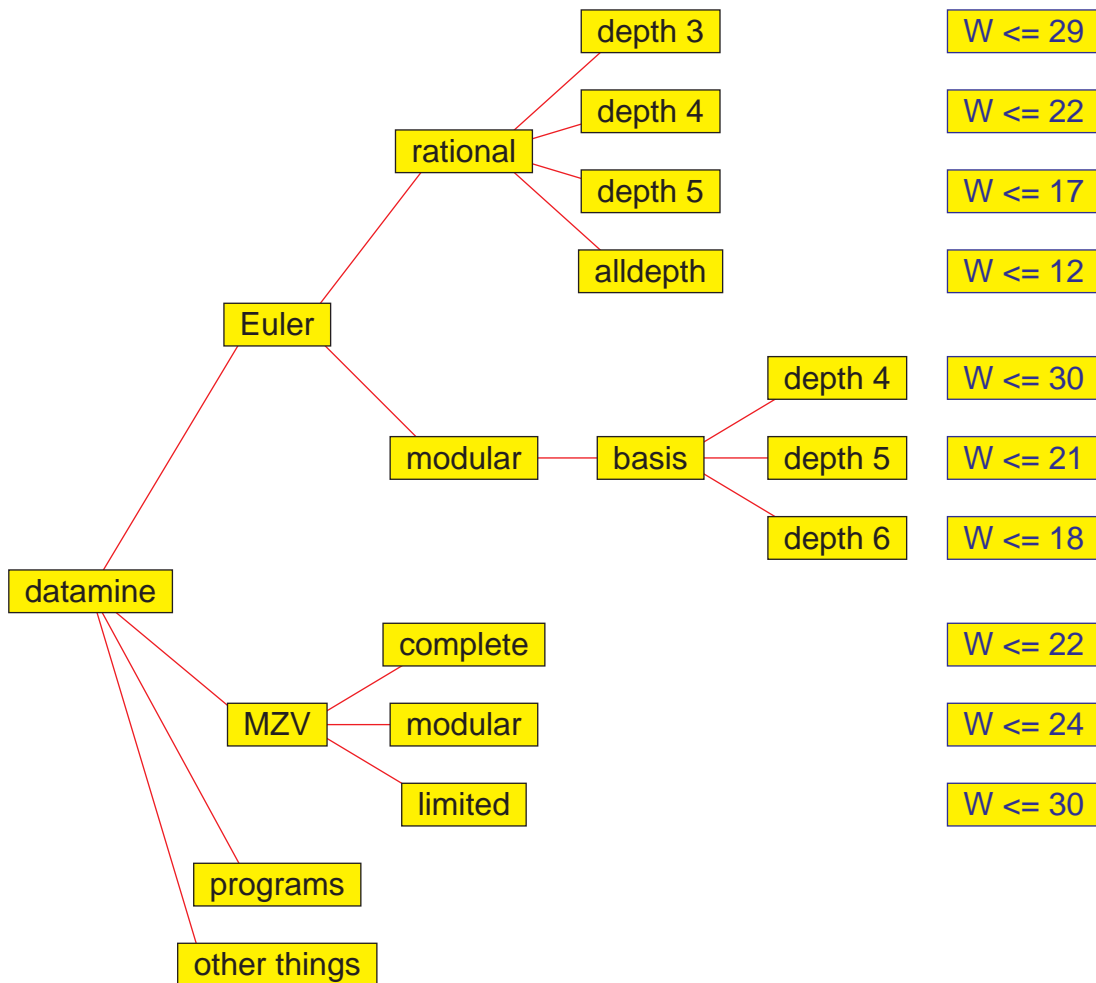 depth 3 W <= 29
depth 4 W <= 22
rational
depth 5 W <= 17
alldepth W <= 12
Euler
depth 4 W <= 30
modular basis depth 5 W <= 21
depth 6 W <= 18
datamine
complete W <= 22
MZV modular W <= 24
limited W <= 30
programs
other things